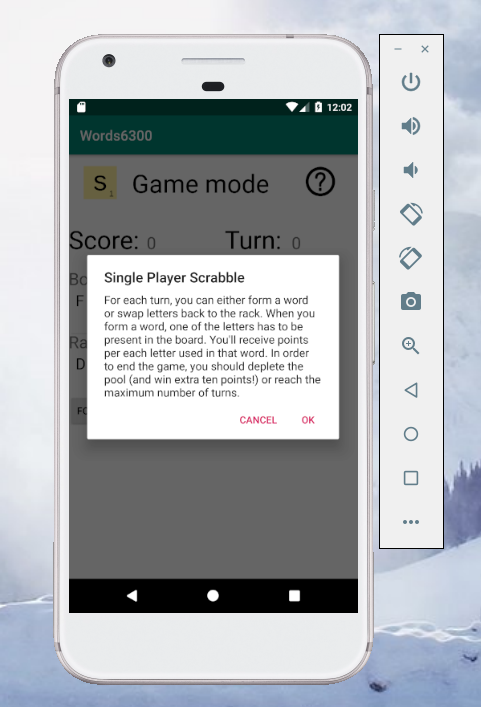 12:02
Words6300
S1 Game mode ?
Score: 0 Turn: 0
Bo
F
Ra
D
FO
Single Player Scrabble
For each turn, you can either form a word
or swap letters back to the rack. When you
form a word, one of the letters has to be
present in the board. You'll receive points
per each letter used in that word. In order
to end the game, you should deplete the
pool (and win extra ten points!) or reach the
maximum number of turns.
CANCEL OK